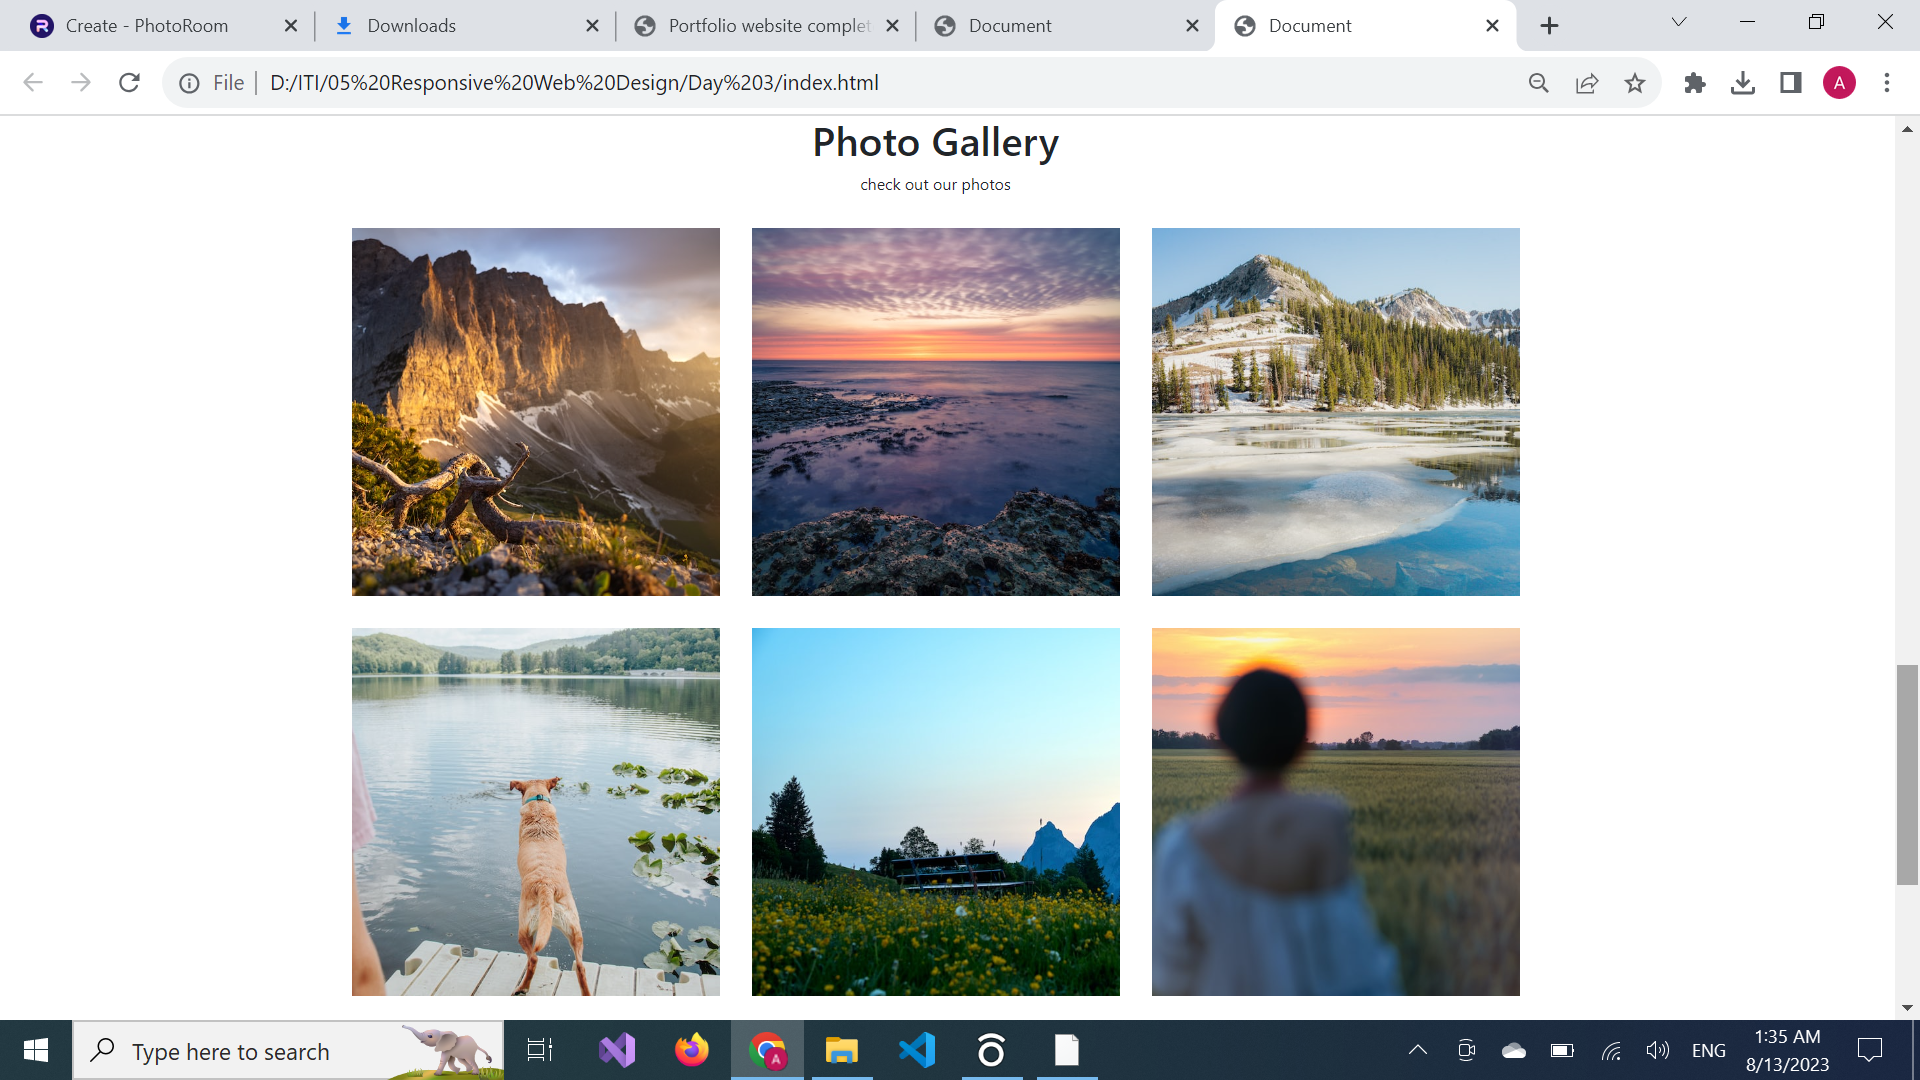 Create - PhotoRoom
Downloads
Portfolio website complet
Document
Document
File
D:/ITI/05%20Responsive%20Web%20Design/Day%203/index.html
A
Photo Gallery
check out our photos
Type here to search
A
ENG
1:35 AM
8/13/2023